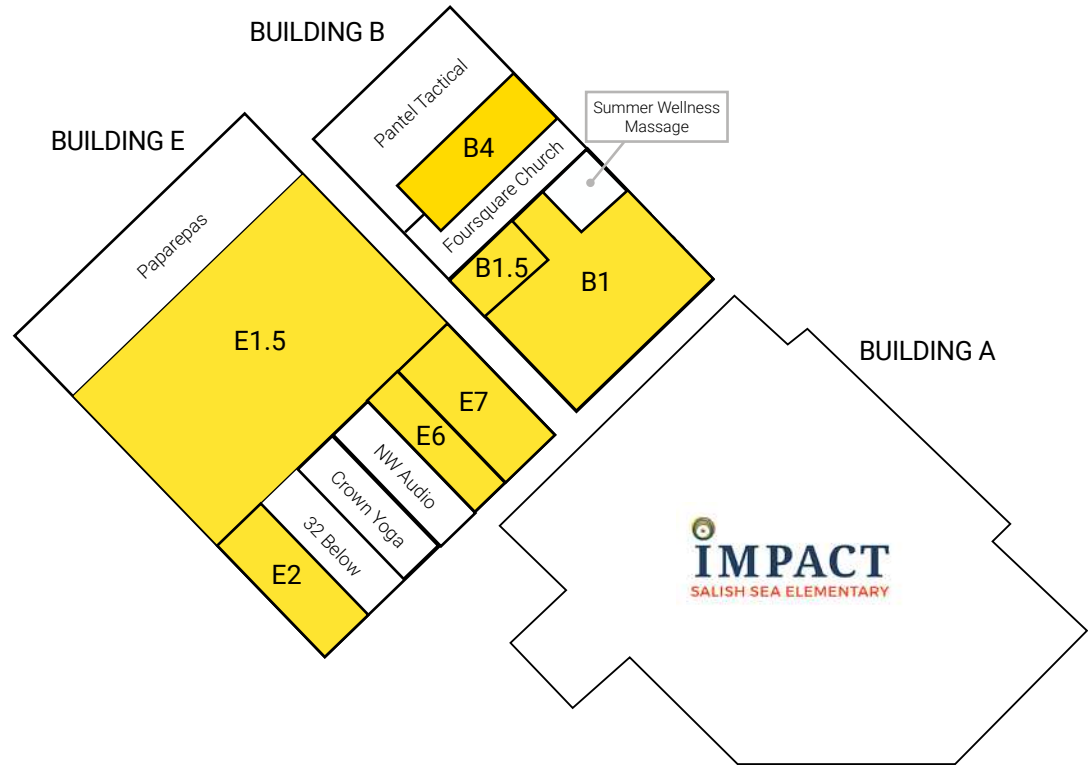 BUILDING B
Pantel Tactical
Summer Wellness
Massage
B4
BUILDING E
Foursquare Church
Paparepas
B1.5
B1
E1.5
BUILDING A
E7
E6
NW Audio
Crown Yoga
32 Below
E2
IMPACT
SALISH SEA ELEMENTARY